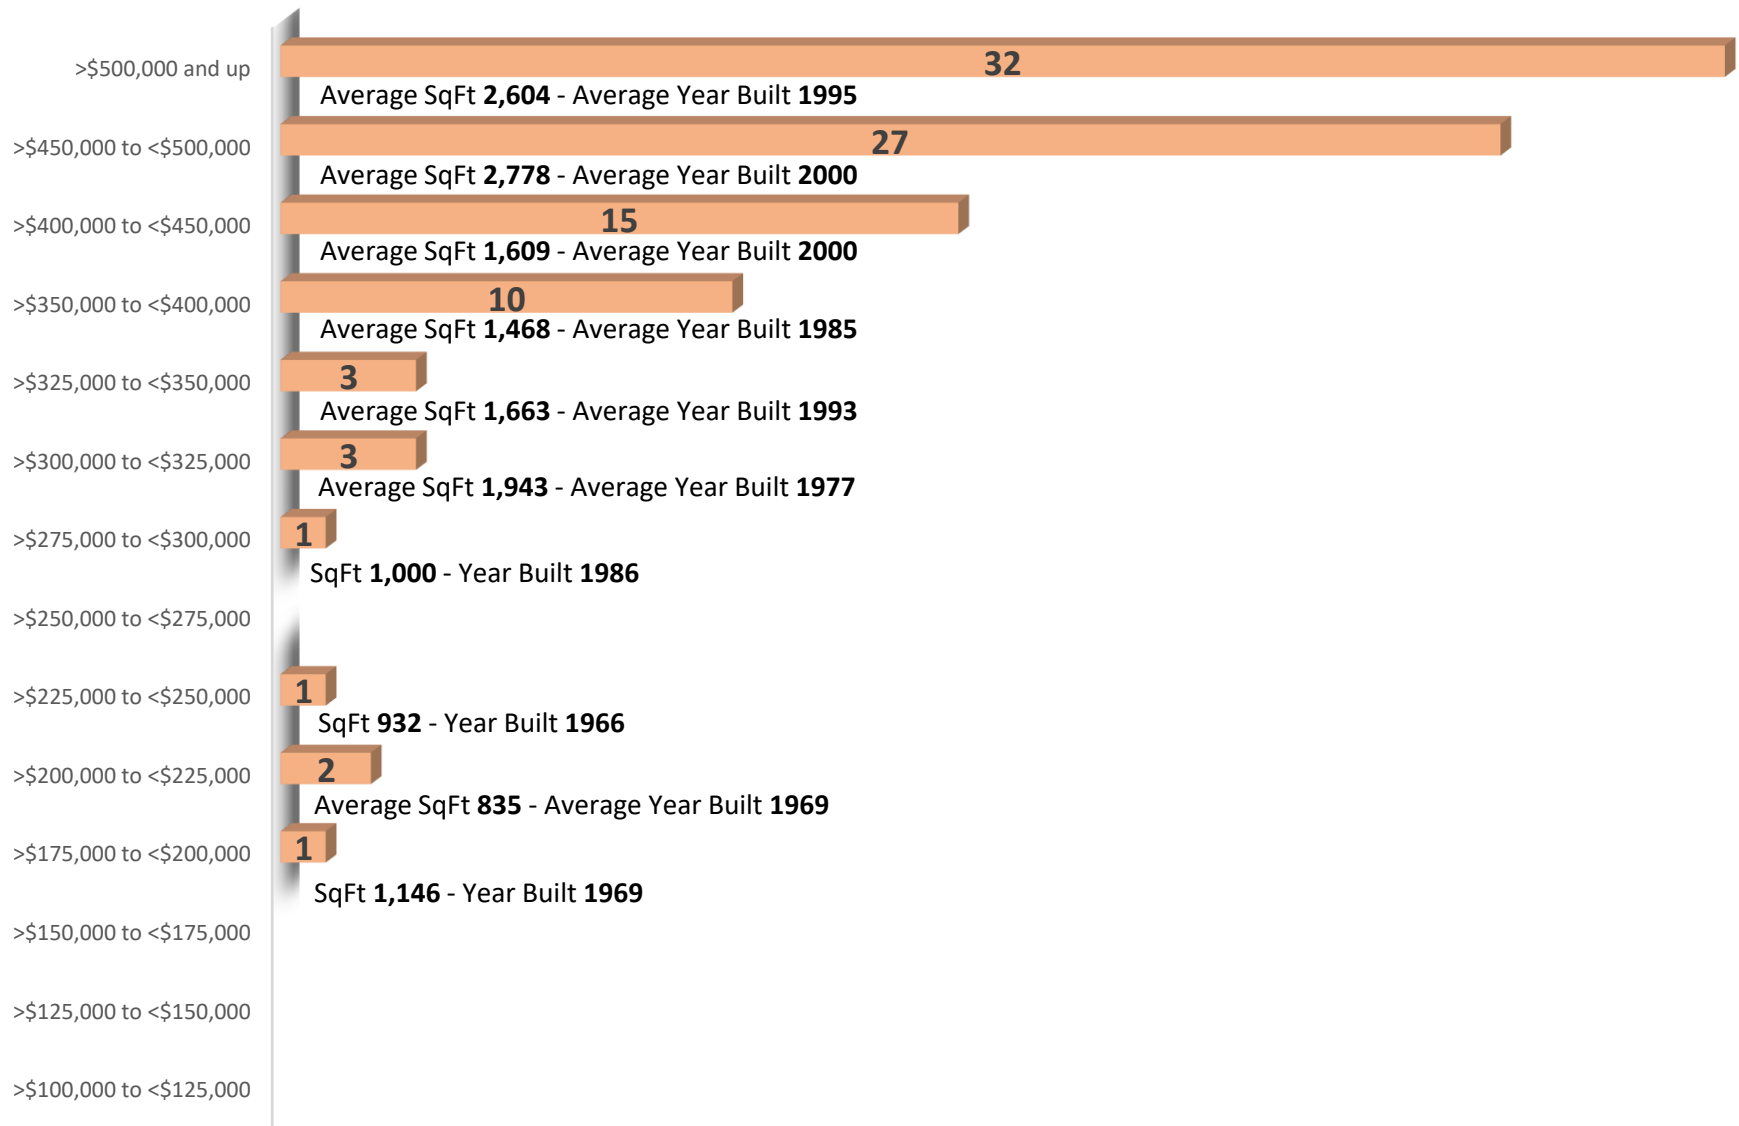 >$500,000 and up
32
Average SqFt 2,604 - Average Year Built 1995
>$450,000 to <$500,000
27
Average SqFt 2,778 - Average Year Built 2000
>$400,000 to <$450,000
15
Average SqFt 1,609 - Average Year Built 2000
>$350,000 to <$400,000
10
Average SqFt 1,468 - Average Year Built 1985
>$325,000 to <$350,000
3
Average SqFt 1,663 - Average Year Built 1993
>$300,000 to <$325,000
3
Average SqFt 1,943 - Average Year Built 1977
>$275,000 to <$300,000
1
SqFt 1,000 - Year Built 1986
>$250,000 to <$275,000
>$225,000 to <$250,000
1
SqFt 932 - Year Built 1966
>$200,000 to <$225,000
2
Average SqFt 835 - Average Year Built 1969
>$175,000 to <$200,000
1
SqFt 1,146 - Year Built 1969
>$150,000 to <$175,000
>$125,000 to <$150,000
>$100,000 to <$125,000